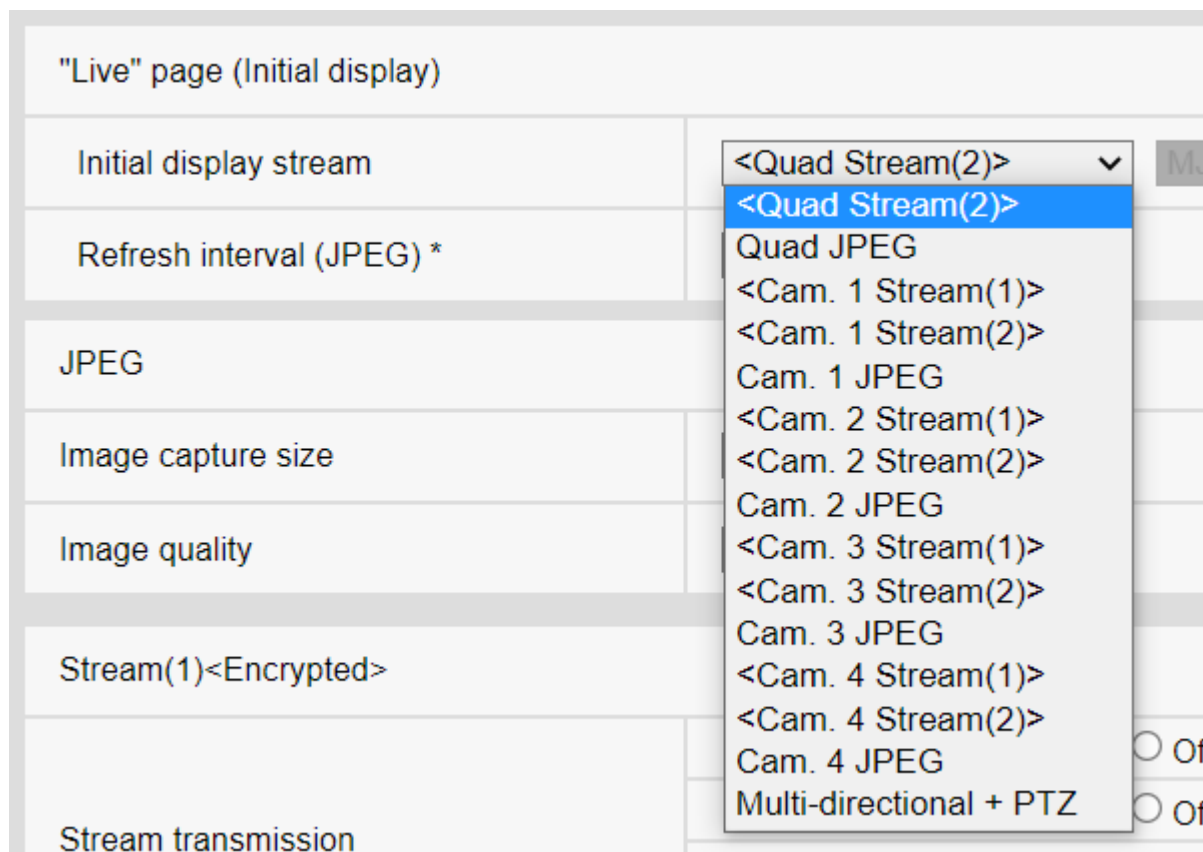 "Live" page (Initial display)
Initial display stream
<Quad Stream(2)>
Refresh interval (JPEG) *
<Quad Stream(2)>
Quad JPEG
<Cam. 1 Stream(1)>
<Cam. 1 Stream(2)>
Cam. 1 JPEG
<Cam. 2 Stream(1)>
<Cam. 2 Stream(2)>
Cam. 2 JPEG
<Cam. 3 Stream(1)>
<Cam. 3 Stream(2)>
Cam. 3 JPEG
<Cam. 4 Stream(1)>
<Cam. 4 Stream(2)>
Cam. 4 JPEG
Multi-directional + PTZ
JPEG
Image capture size
Image quality
Stream(1)<Encrypted>
Stream transmission